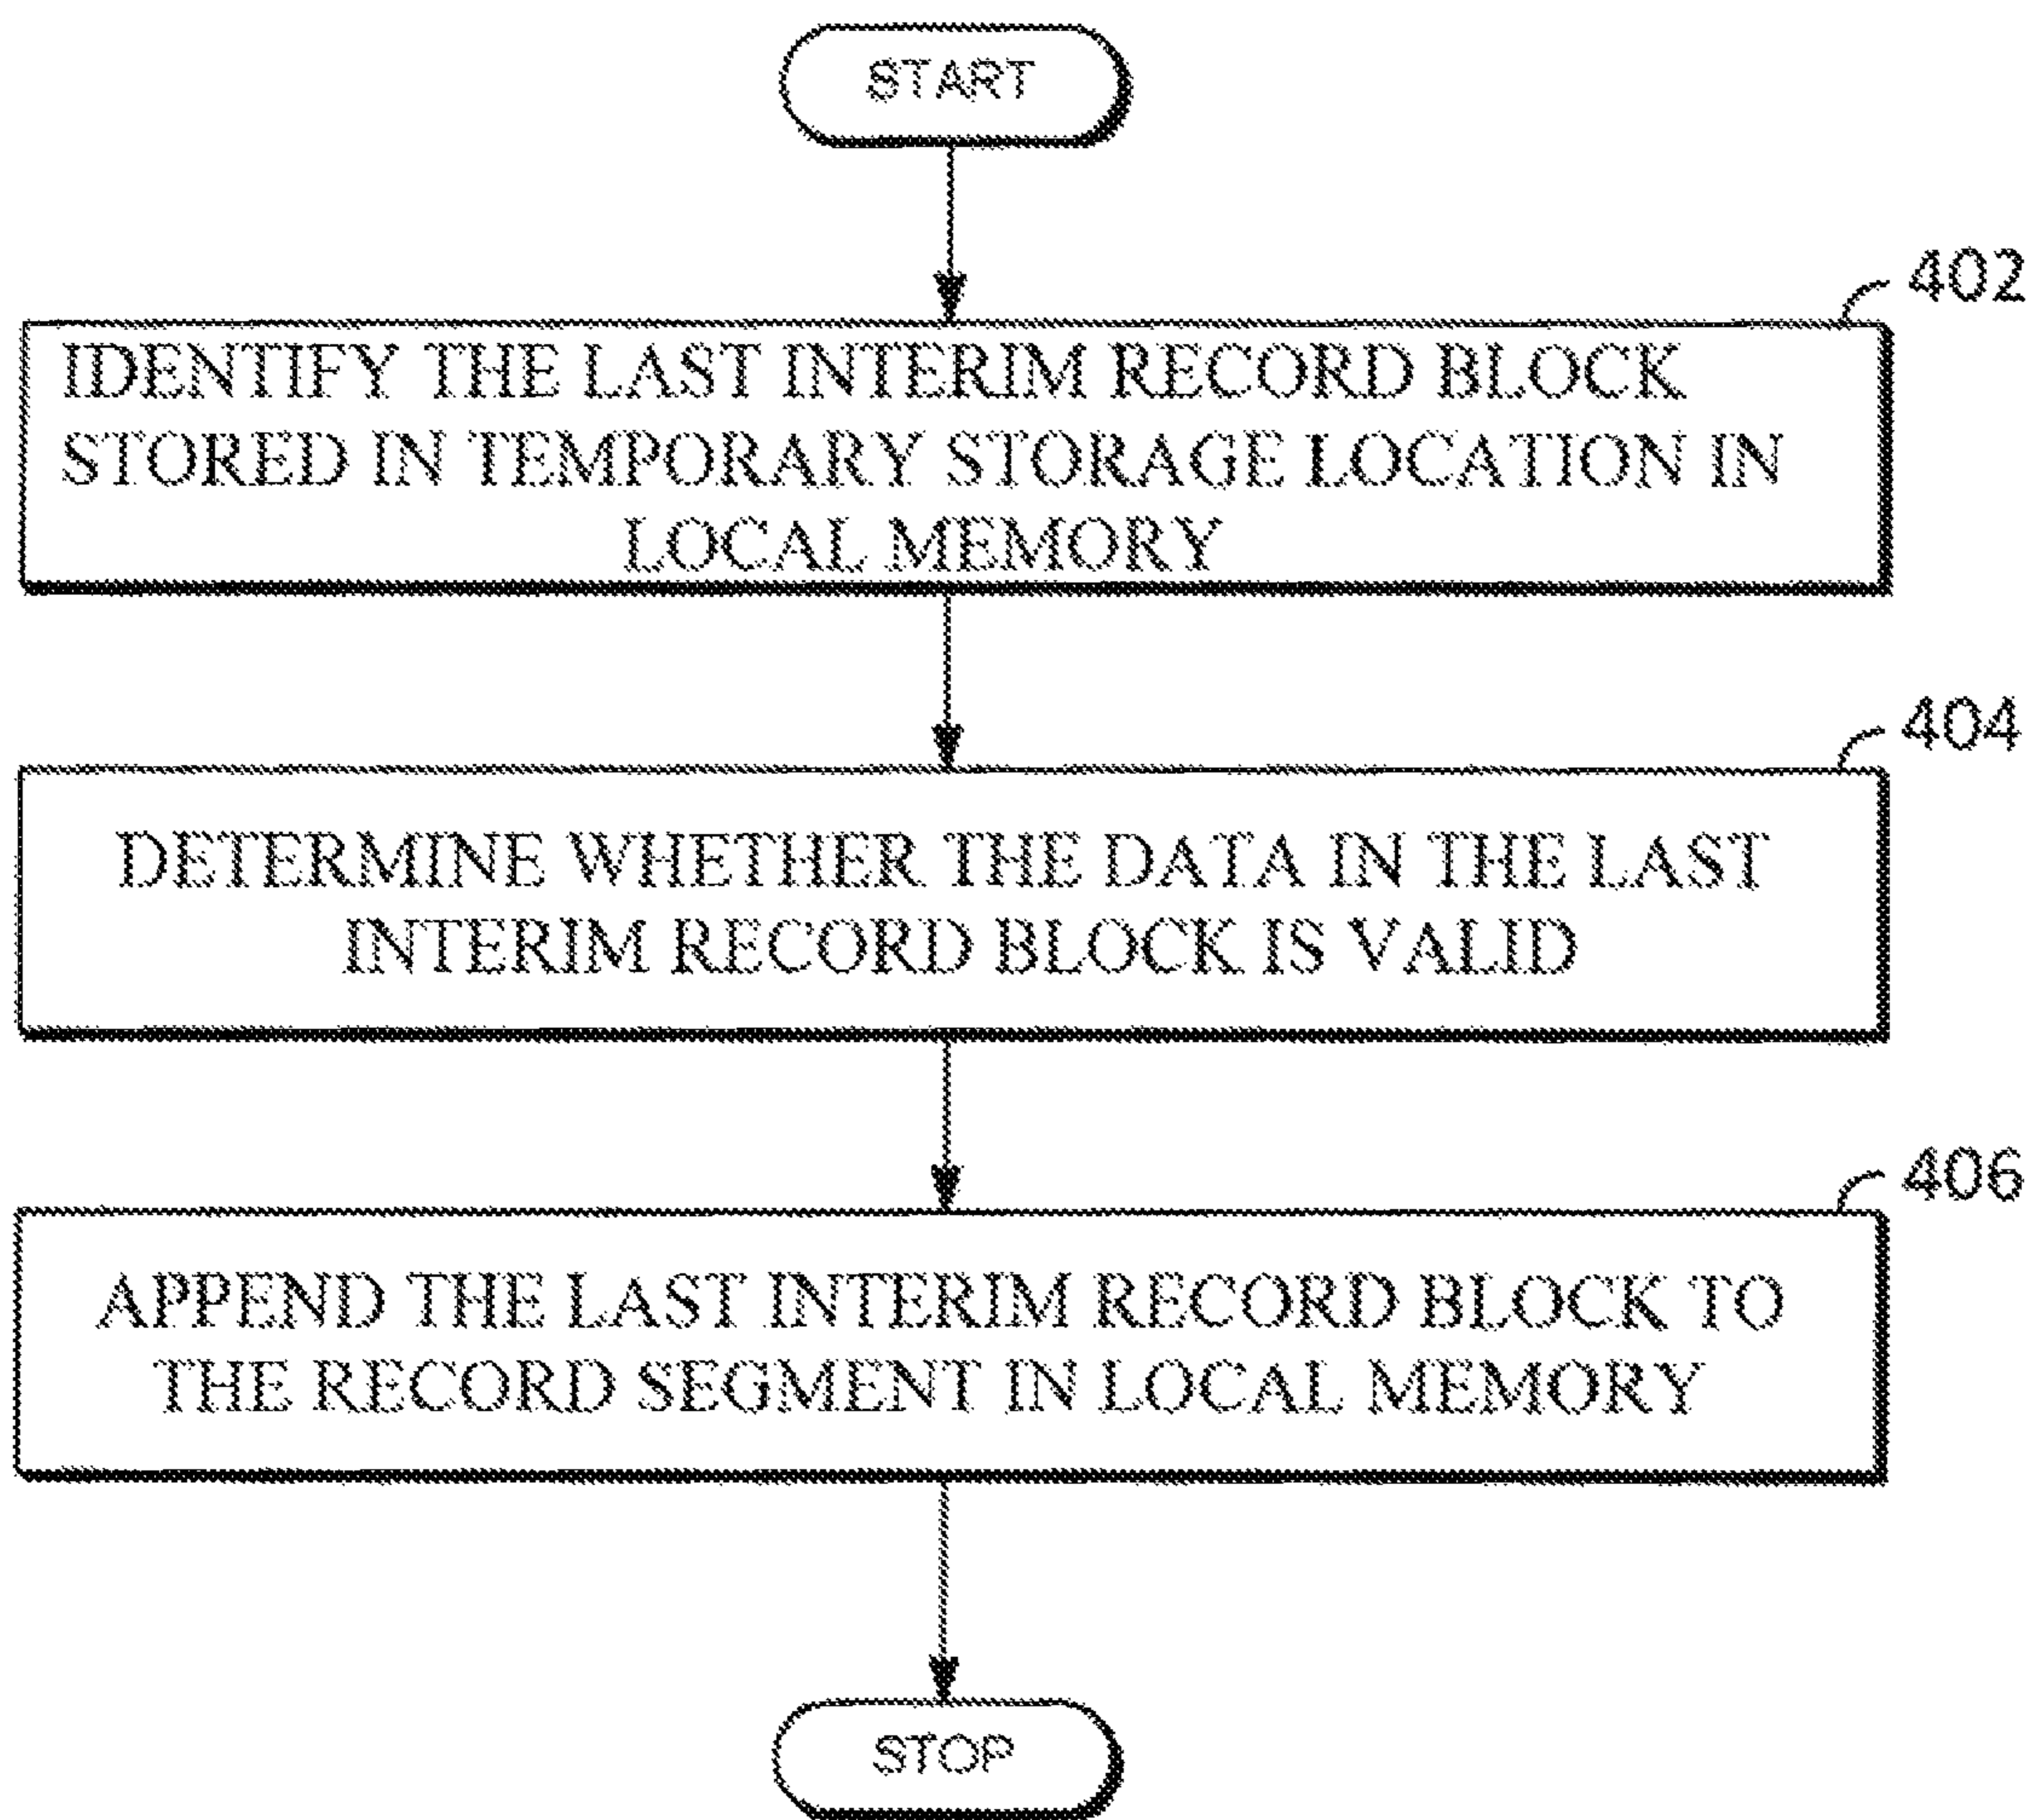 START
402
IDENTIFY THE LAST INTERIM RECORD BLOCK
STORED IN TEMPORARY STORAGE LOCATION IN
LOCAL MEMORY
404
DETERMINE WHETHER THE DATA IN THE LAST
INTERIM RECORD BLOCK IS VALID
406
APPEND THE LAST INTERIM RECORD BLOCK TO
THE RECORD SEGMENT IN LOCAL MEMORY
STOP